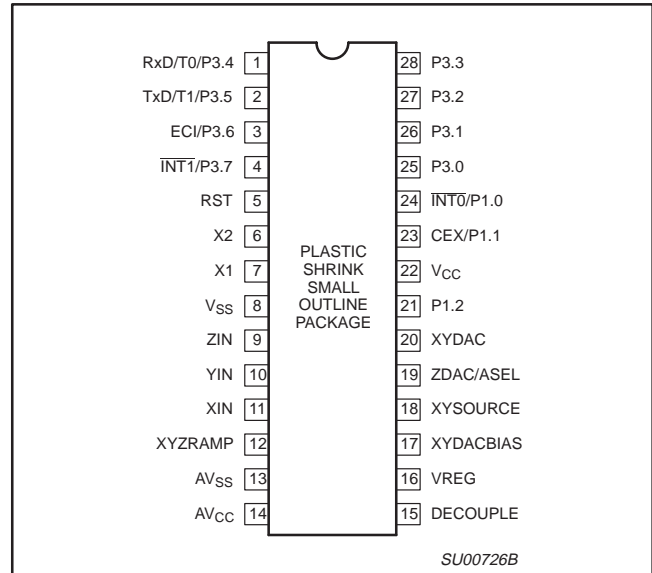 RxD/T0/P3.4 1 28 P3.3
TxD/T1/P3.5 2 27 P3.2
ECI/P3.6 3 26 P3.1
INT1/P3.7 4 25 P3.0
RST 5 24 INT0/P1.0
X2 6 23 CEX/P1.1
X1 7 22 VCC
VSS 8 21 P1.2
ZIN 9 20 XYDAC
YIN 10 19 ZDAC/ASEL
XIN 11 18 XYSOURCE
XYZRAMP 12 17 XYDACBIAS
AVSS 13 16 VREG
AVCC 14 15 DECOUPLE
PLASTIC
SHRINK
SMALL
OUTLINE
PACKAGE
SU00726B